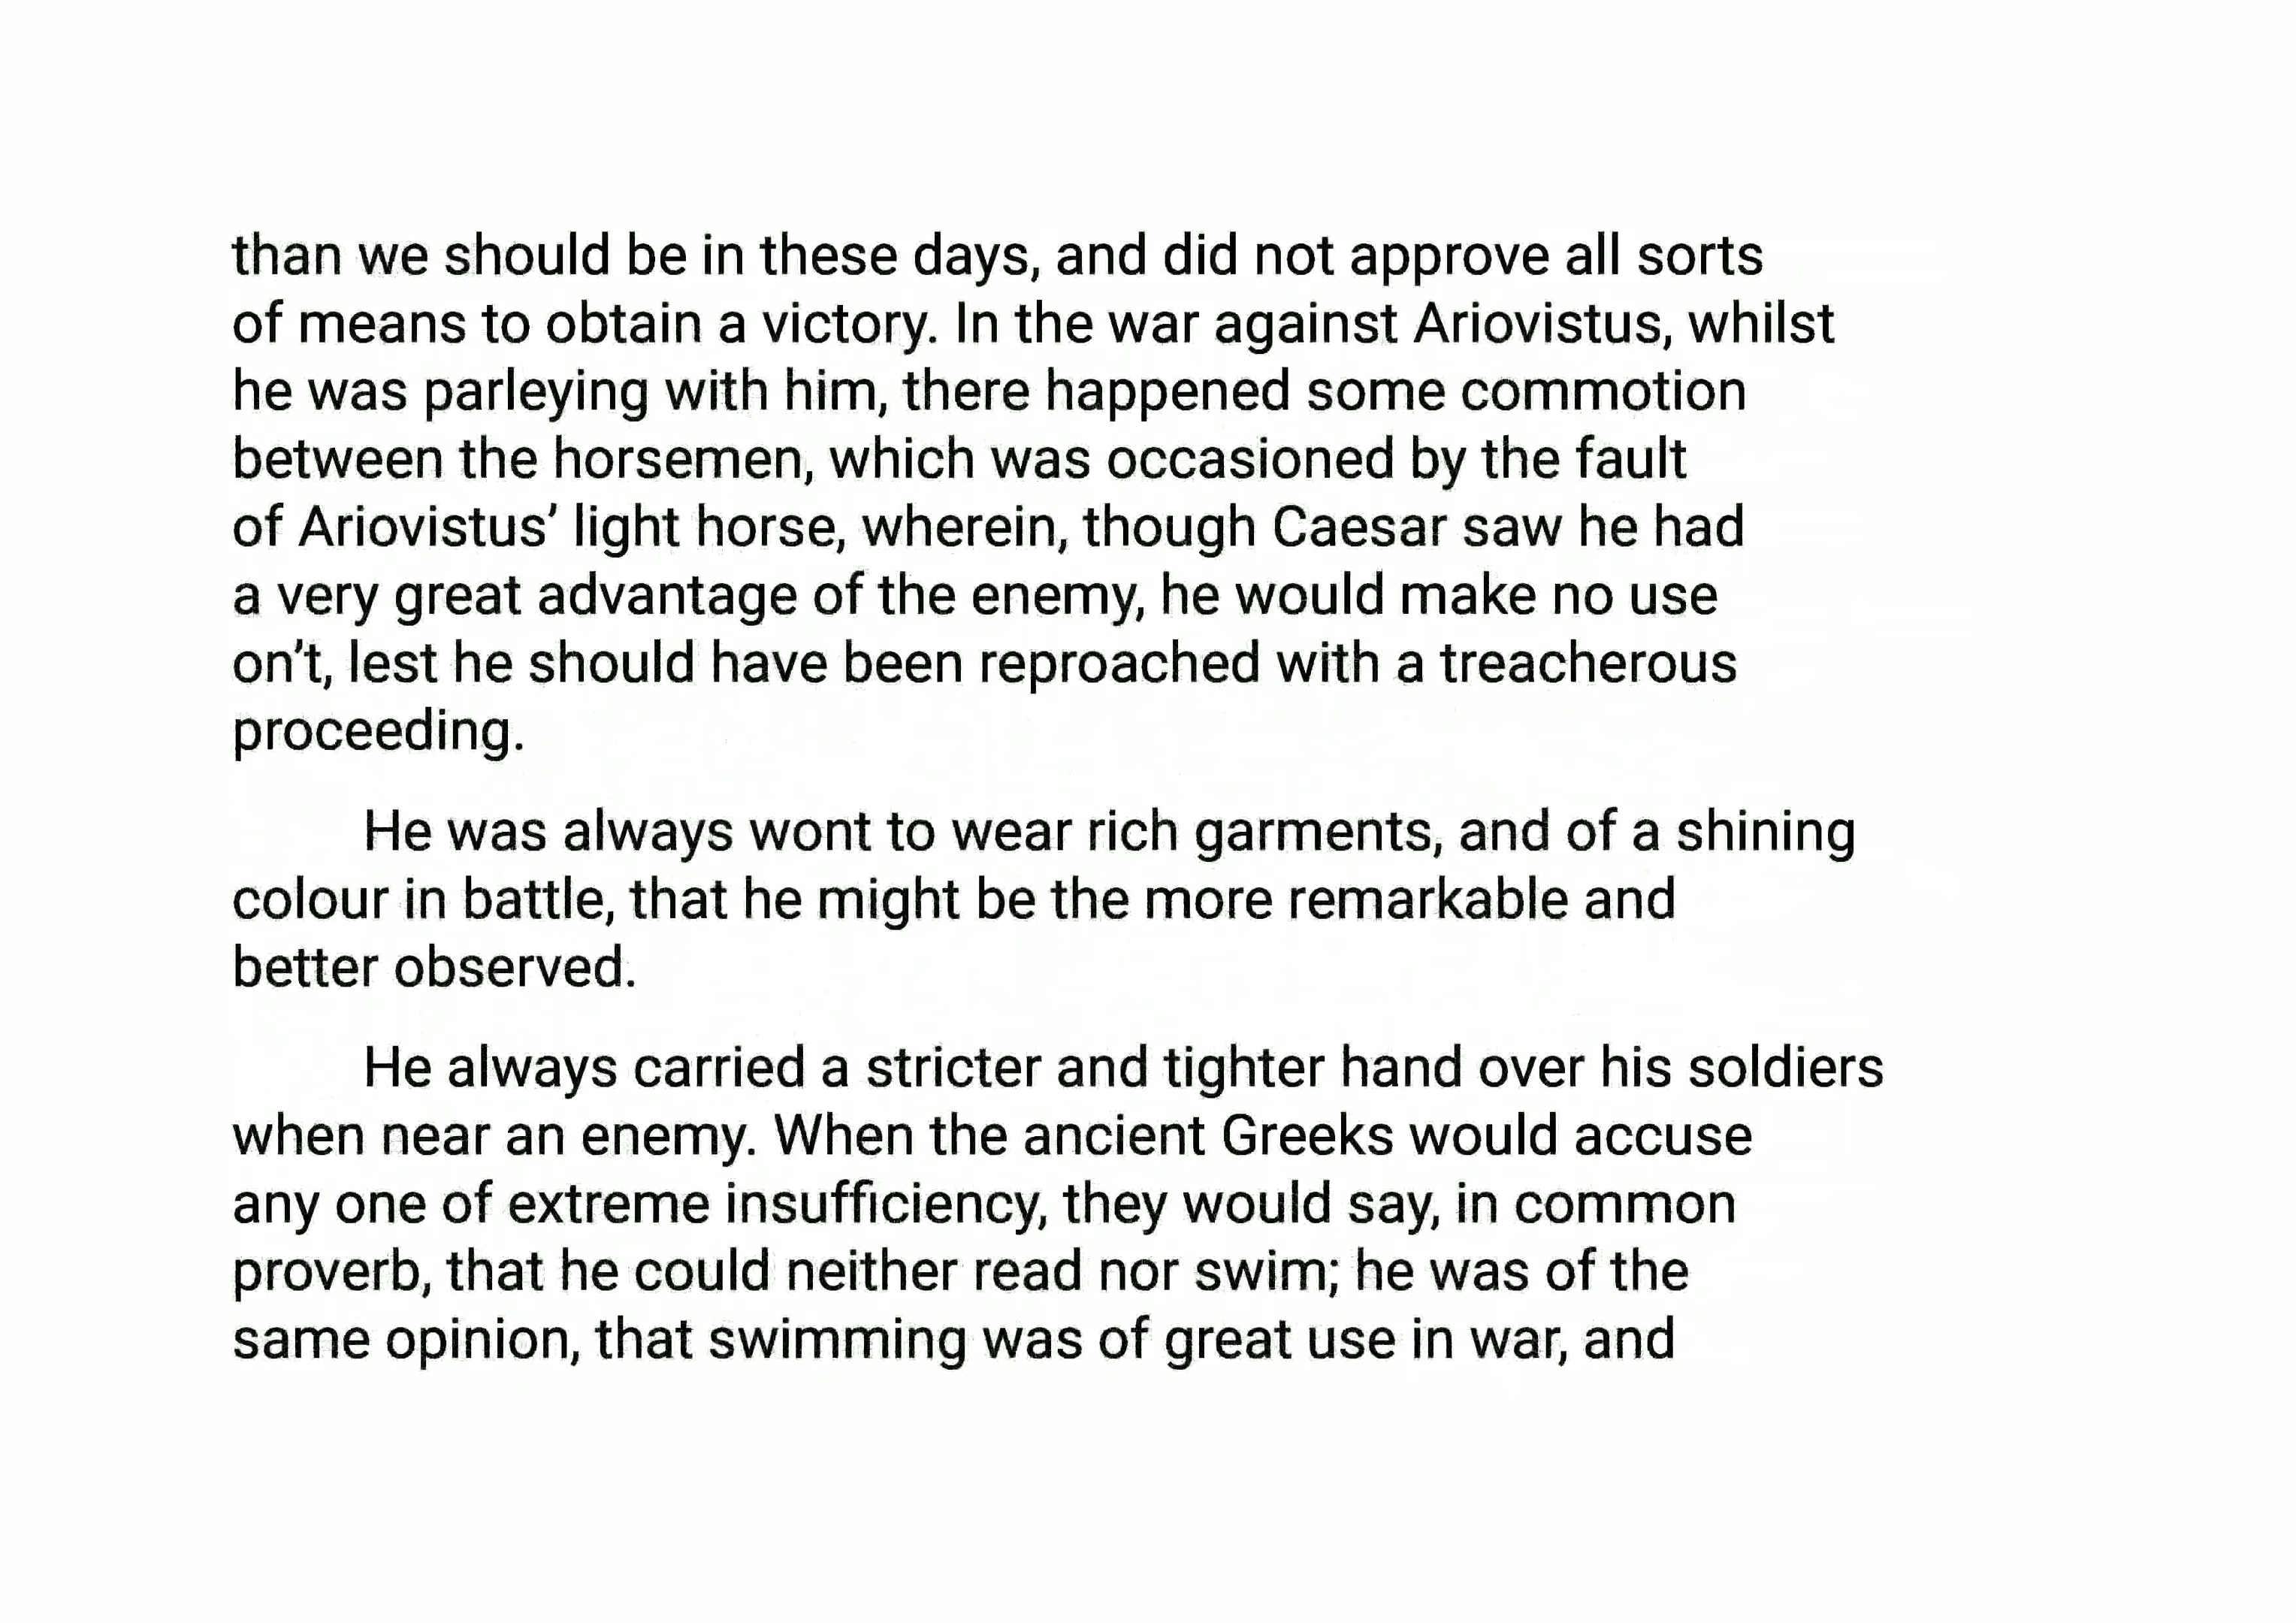 than we should be in these days, and did not approve all sorts
of means to obtain a victory. In the war against Ariovistus, whilst
he was parleying with him, there happened some commotion
between the horsemen, which was occasioned by the fault
of Ariovistus’ light horse, wherein, though Caesar saw he had
a very great advantage of the enemy, he would make no use
on’t, lest he should have been reproached with a treacherous
proceeding.
He was always wont to wear rich garments, and of a shining
colour in battle, that he might be the more remarkable and
better observed.
He always carried a stricter and tighter hand over his soldiers
when near an enemy. When the ancient Greeks would accuse
any one of extreme insufficiency, they would say, in common
proverb, that he could neither read nor swim; he was of the
same opinion, that swimming was of great use in war, and